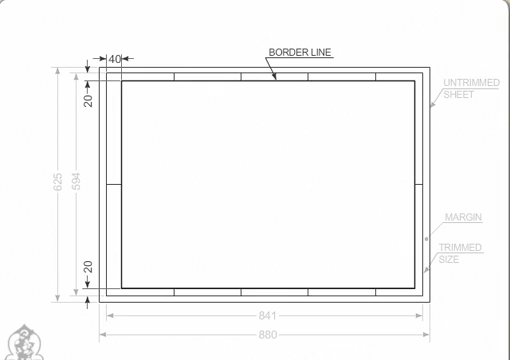 BORDER LINE
40
UNTRIMMED
SHEET
20
625
594
MARGIN
TRIMMED
SIZE
20
841
880